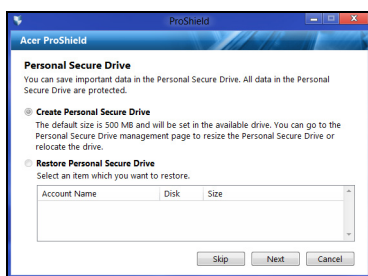 ProShield
Acer ProShield
Personal Secure Drive
You can save important data in the Personal Secure Drive. All data in the Personal
Secure Drive are protected.
Create Personal Secure Drive
The default size is 500 MB and will be set in the available drive. You can go to the
Personal Secure Drive management page to resize the Personal Secure Drive or
relocate the drive.
Restore Personal Secure Drive
Select an item which you want to restore.
Account Name Disk Size
Skip Next Cancel